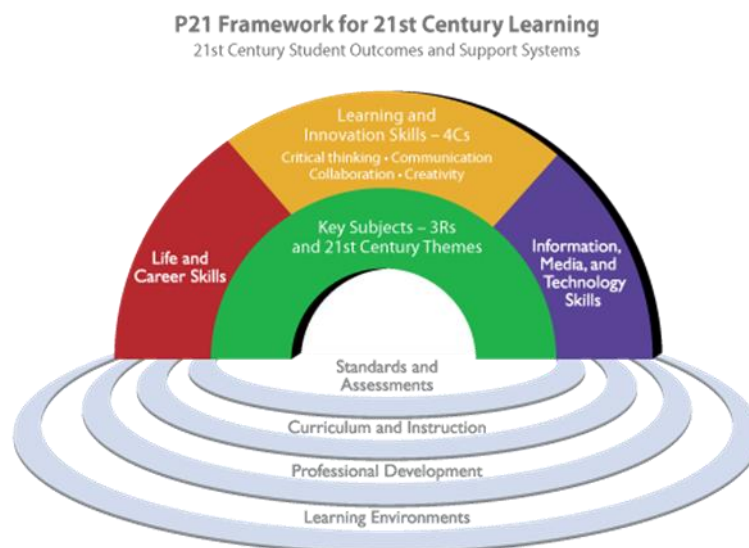 P21 Framework for 21st Century Learning
21st Century Student Outcomes and Support Systems
Learning and
Innovation Skills – 4Cs
Critical thinking • Communication
Collaboration • Creativity
Key Subjects – 3Rs
and 21st Century Themes
Life and
Career Skills
Information,
Media, and
Technology
Skills
Standards and
Assessments
Curriculum and Instruction
Professional Development
Learning Environments